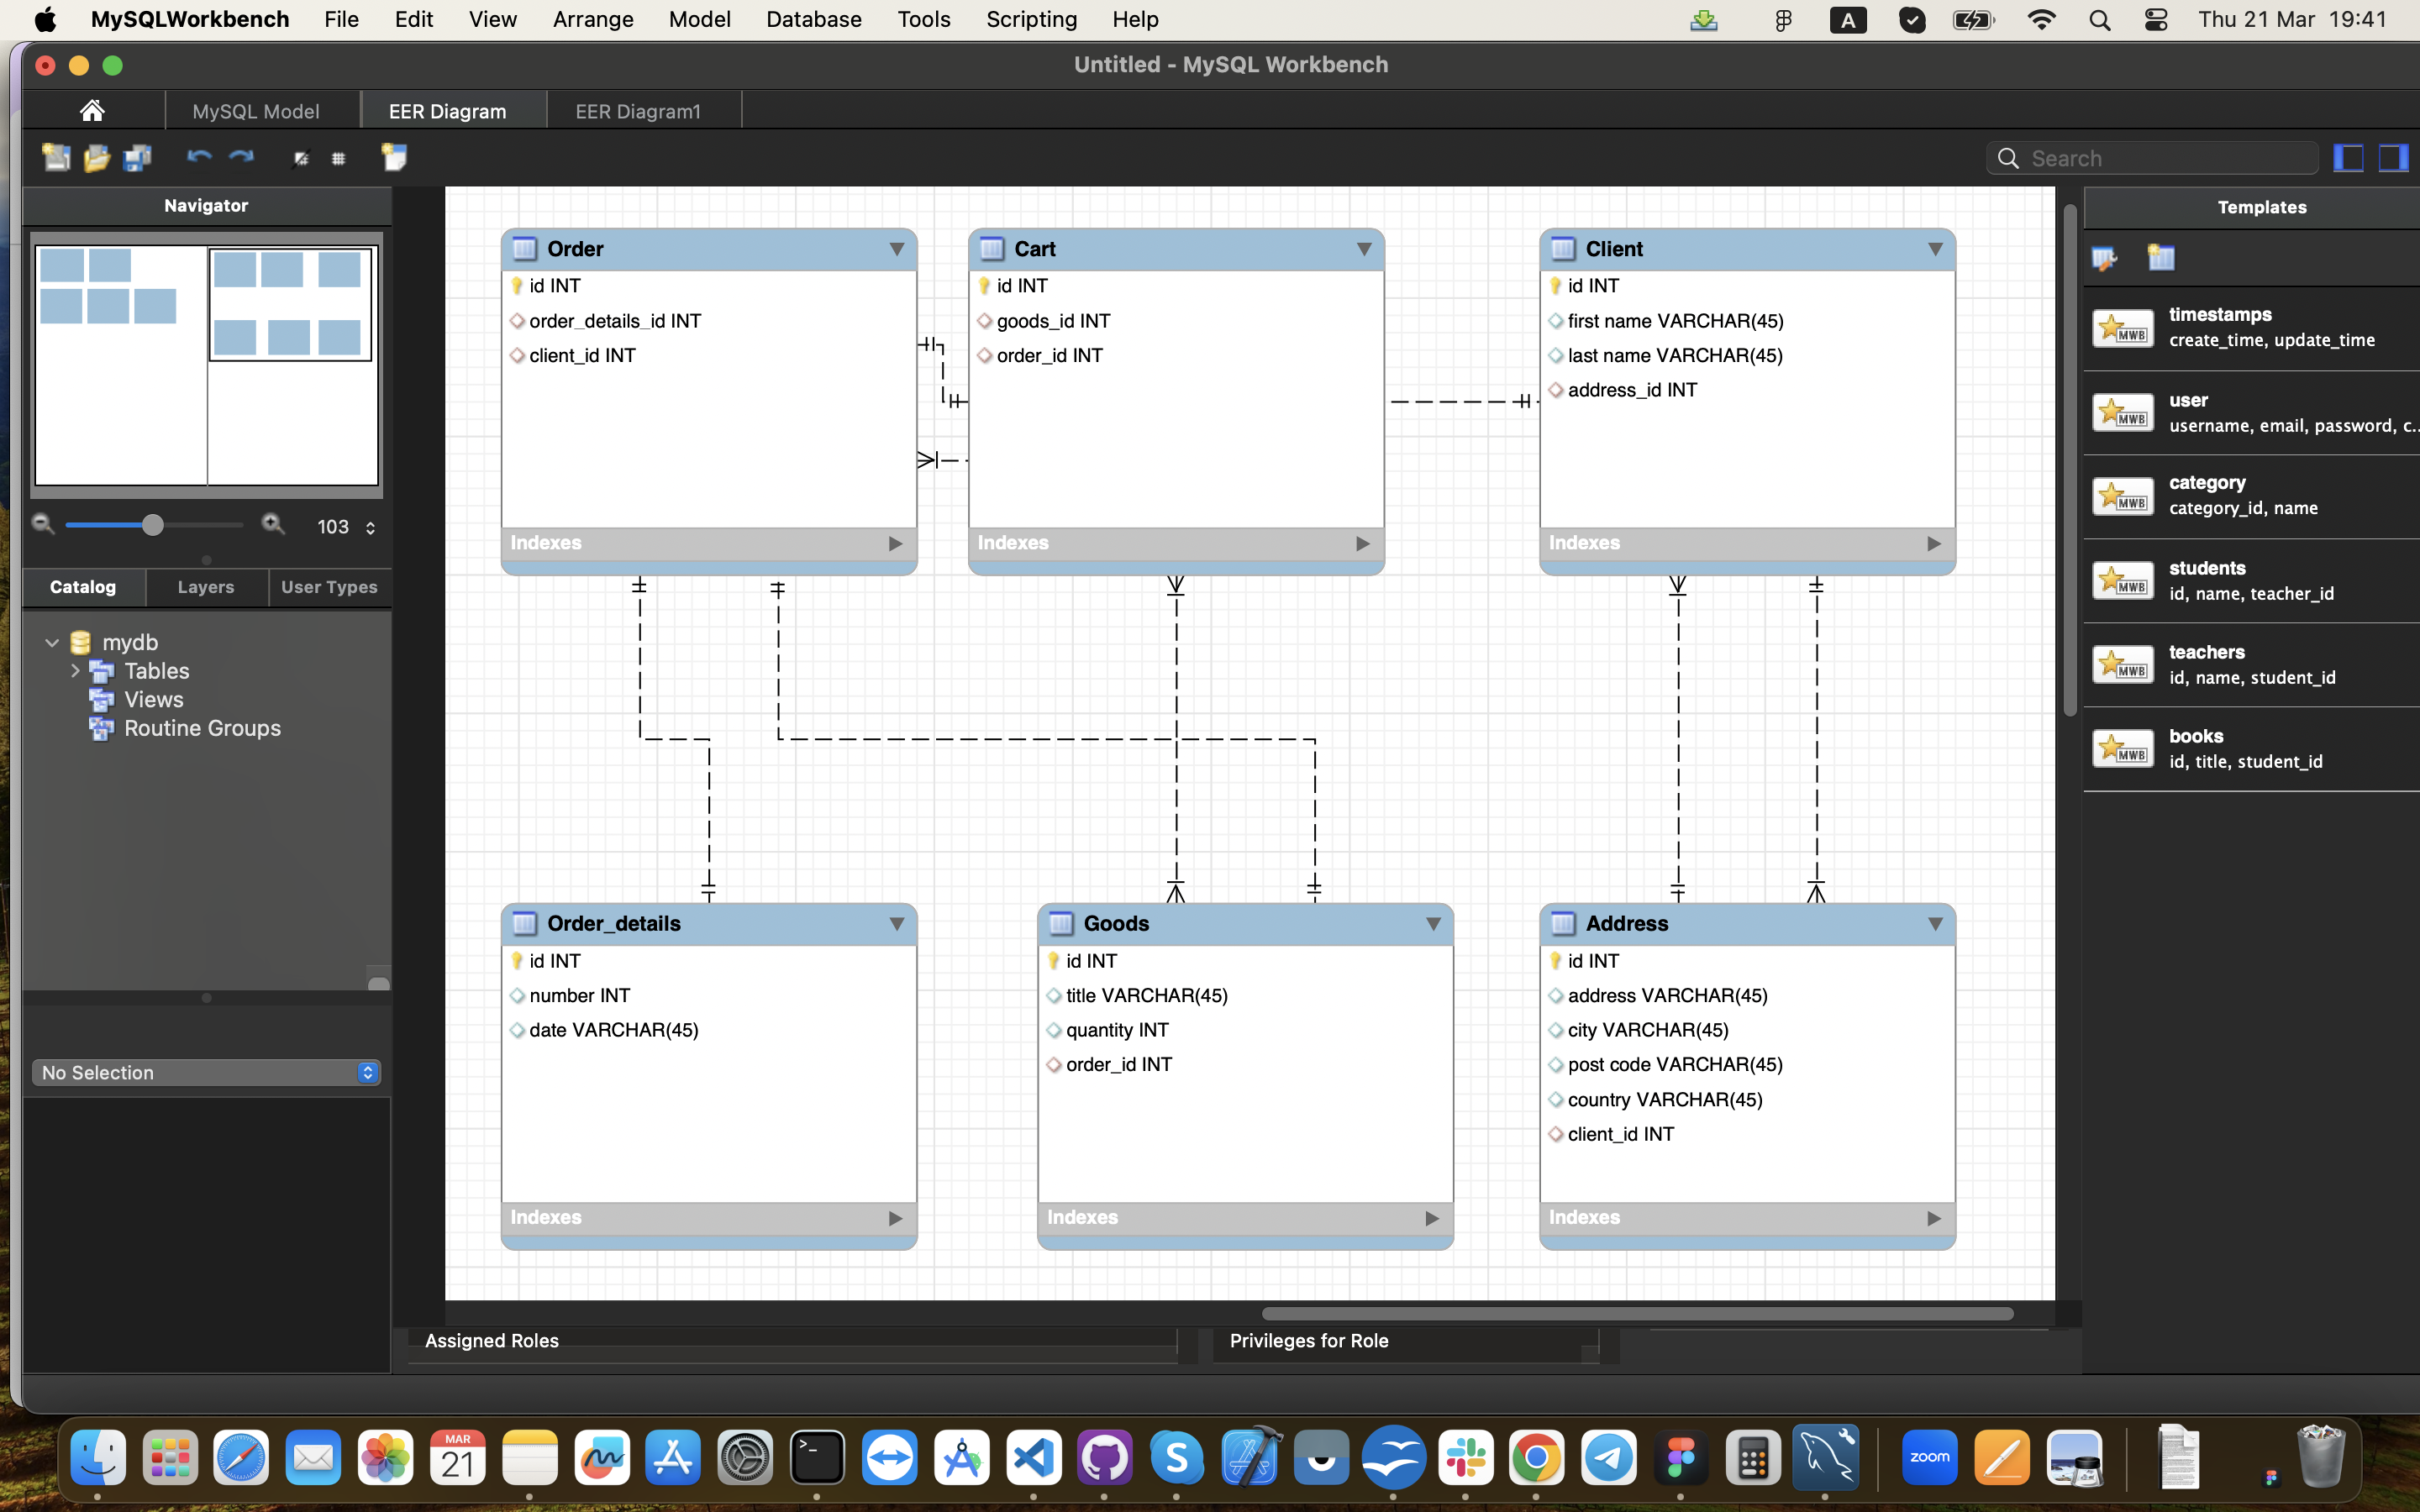 MySQLWorkbench File Edit View Arrange Model Database Tools Scripting Help A Thu 21 Mar 19:41
Untitled - MySQL Workbench
MySQL Model EER Diagram EER Diagram1
Search
Navigator
103
Catalog Layers User Types
mydb
Tables
Views
Routine Groups
No Selection
Order
id INT
order_details_id INT
client_id INT
Indexes
Cart
id INT
goods_id INT
order_id INT
Indexes
Client
id INT
first name VARCHAR(45)
last name VARCHAR(45)
address_id INT
Indexes
Order_details
id INT
number INT
date VARCHAR(45)
Indexes
Goods
id INT
title VARCHAR(45)
quantity INT
order_id INT
Indexes
Address
id INT
address VARCHAR(45)
city VARCHAR(45)
post code VARCHAR(45)
country VARCHAR(45)
client_id INT
Indexes
Templates
MWB
timestamps
create_time, update_time
MWB
user
username, email, password, c...
MWB
category
category_id, name
MWB
students
id, name, teacher_id
MWB
teachers
id, name, student_id
MWB
books
id, title, student_id
Assigned Roles Privileges for Role
MAR
21
zoom